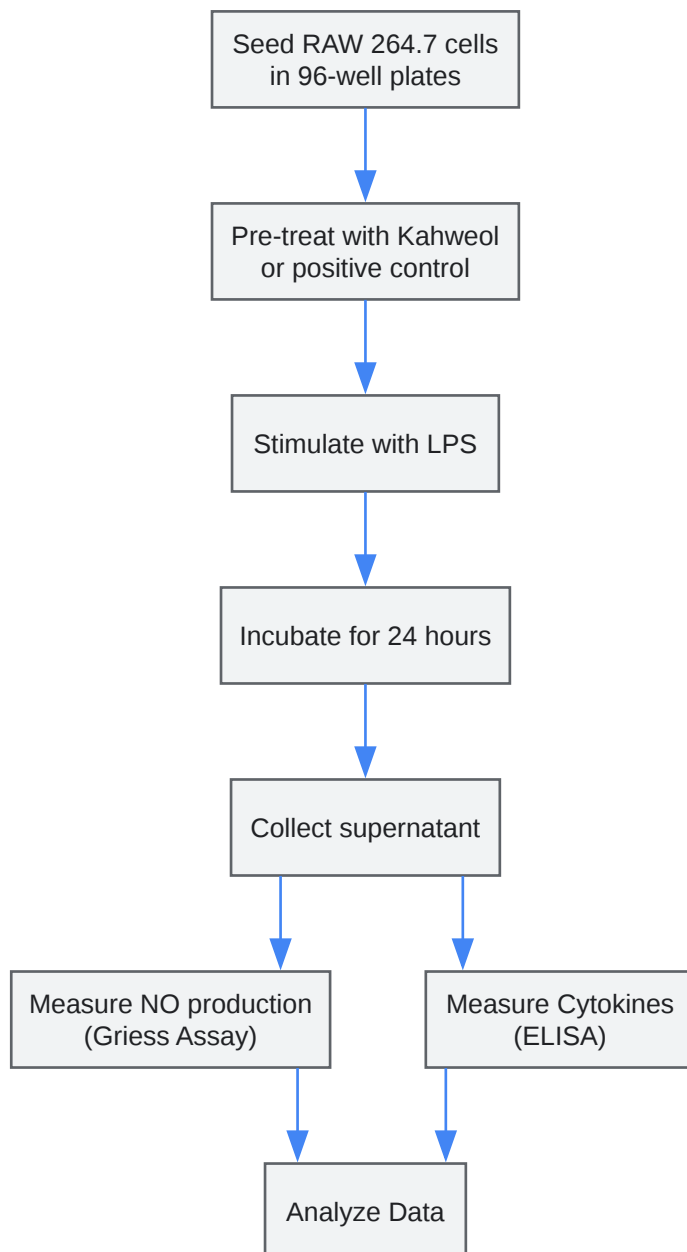 Seed RAW 264.7 cells
in 96-well plates
Pre-treat with Kahweol
or positive control
Stimulate with LPS
Incubate for 24 hours
Collect supernatant
Measure NO production
(Griess Assay)
Measure Cytokines
(ELISA)
Analyze Data